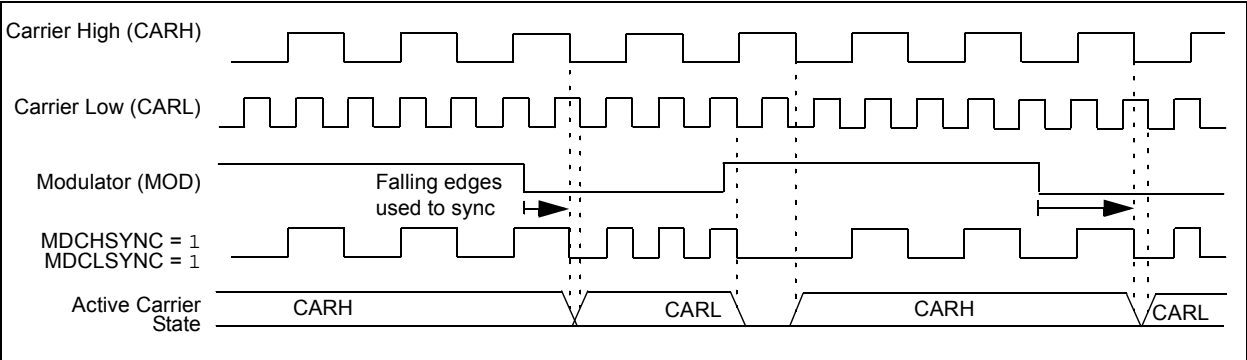 Carrier High (CARH)
Carrier Low (CARL)
Modulator (MOD)
Falling edges
used to sync
MDCHSYNC = 1
MDCLSYNC = 1
Active Carrier
State
CARH
CARL
CARH
CARL